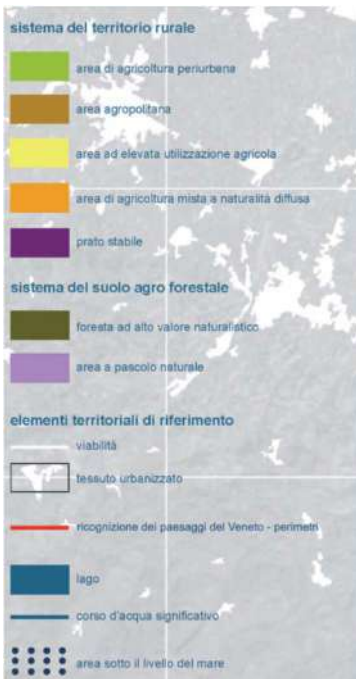 sistema del territorio rurale
area di agricoltura periurbana
area agropolitana
area ad elevata utilizzazione agricola
area di agricoltura mista a naturalità diffusa
prato stabile
sistema del suolo agro forestale
foresta ad alto valore naturalistico
area a pascolo naturale
elementi territoriali di riferimento
viabilità
tessuto urbanizzato
ricognizione dei paesaggi del Veneto - perimetri
lago
corso d'acqua significativo
area sotto il livello del mare